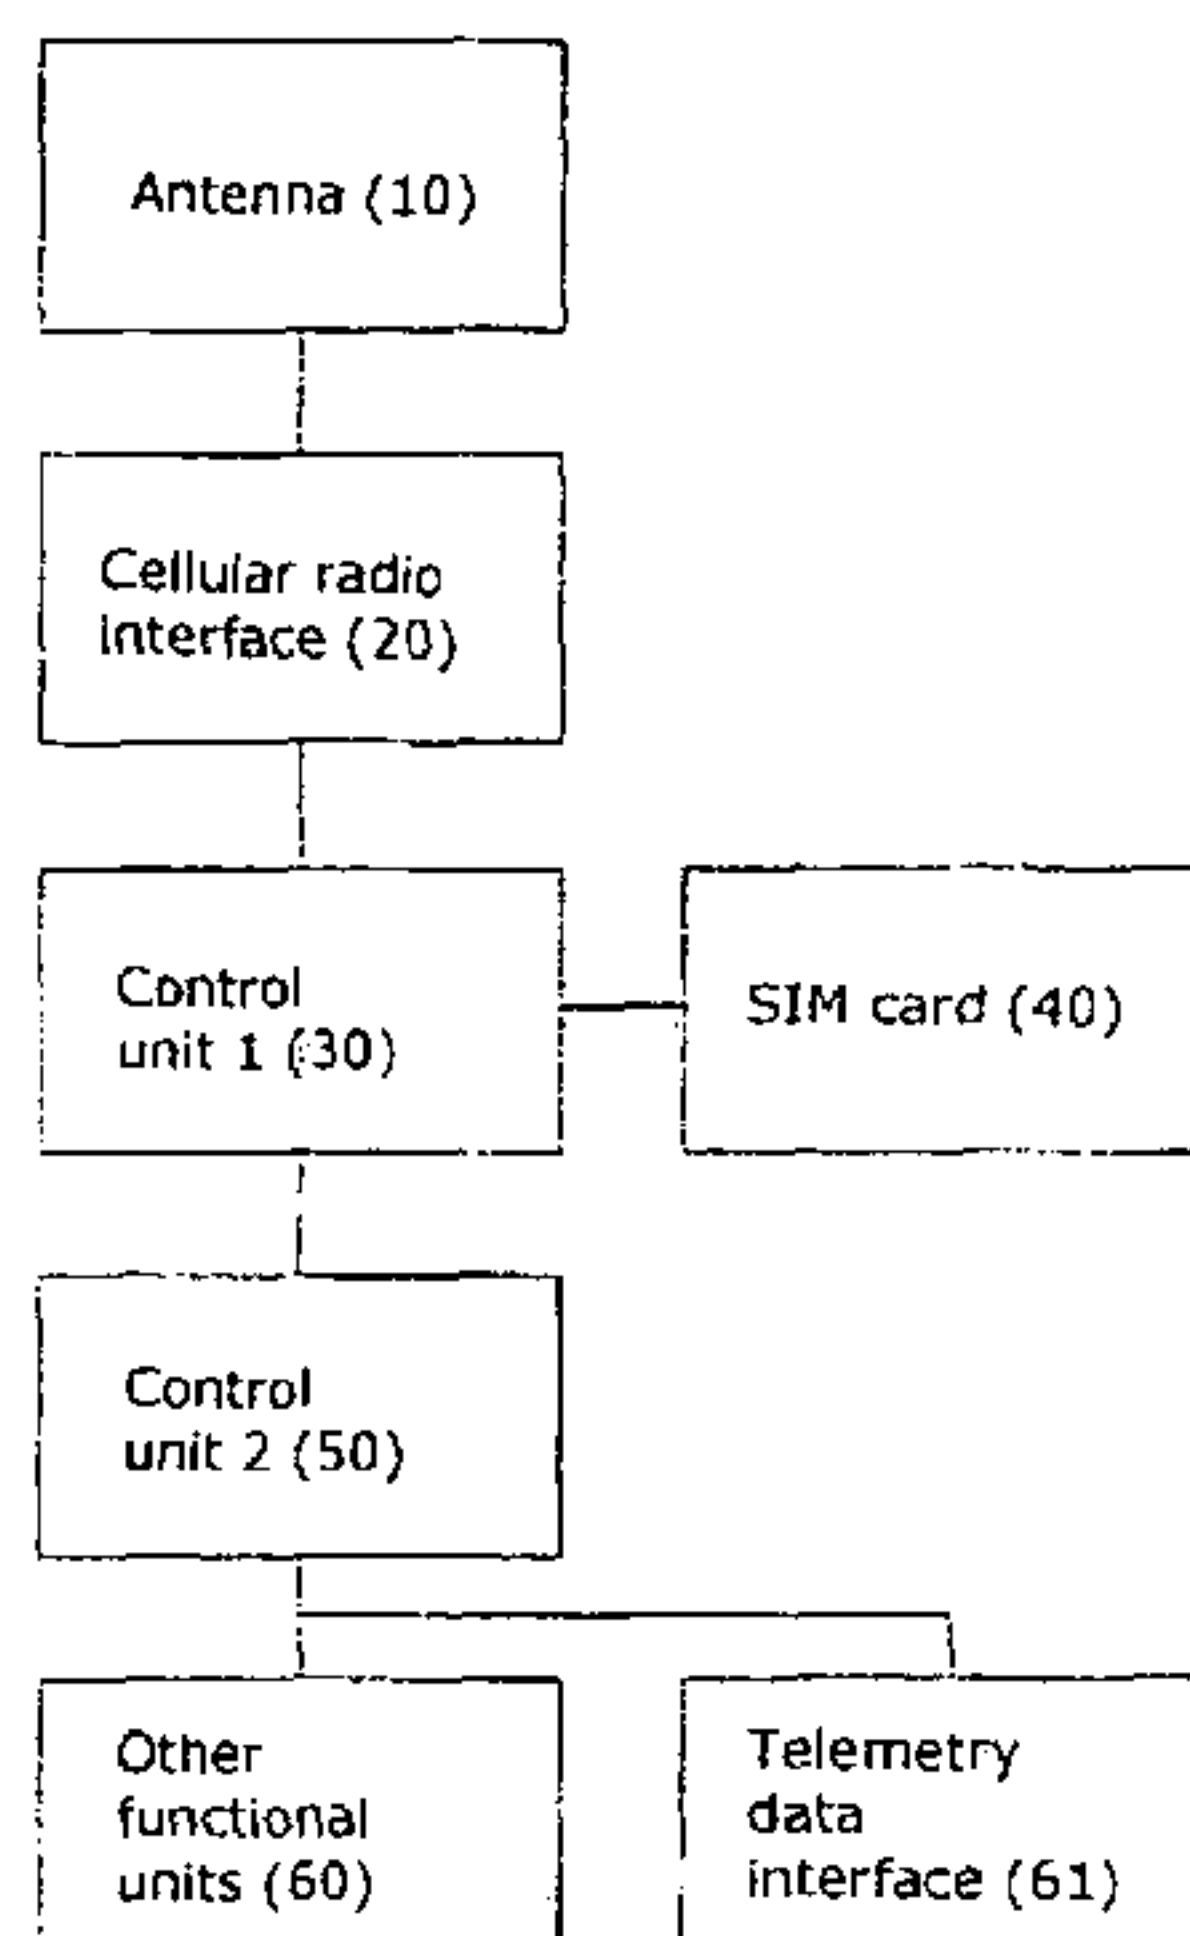 Antenna (10)
Cellular radio
interface (20)
Control
unit 1 (30)
SIM card (40)
Control
unit 2 (50)
Other
functional
units (60)
Telemetry
data
interface (61)